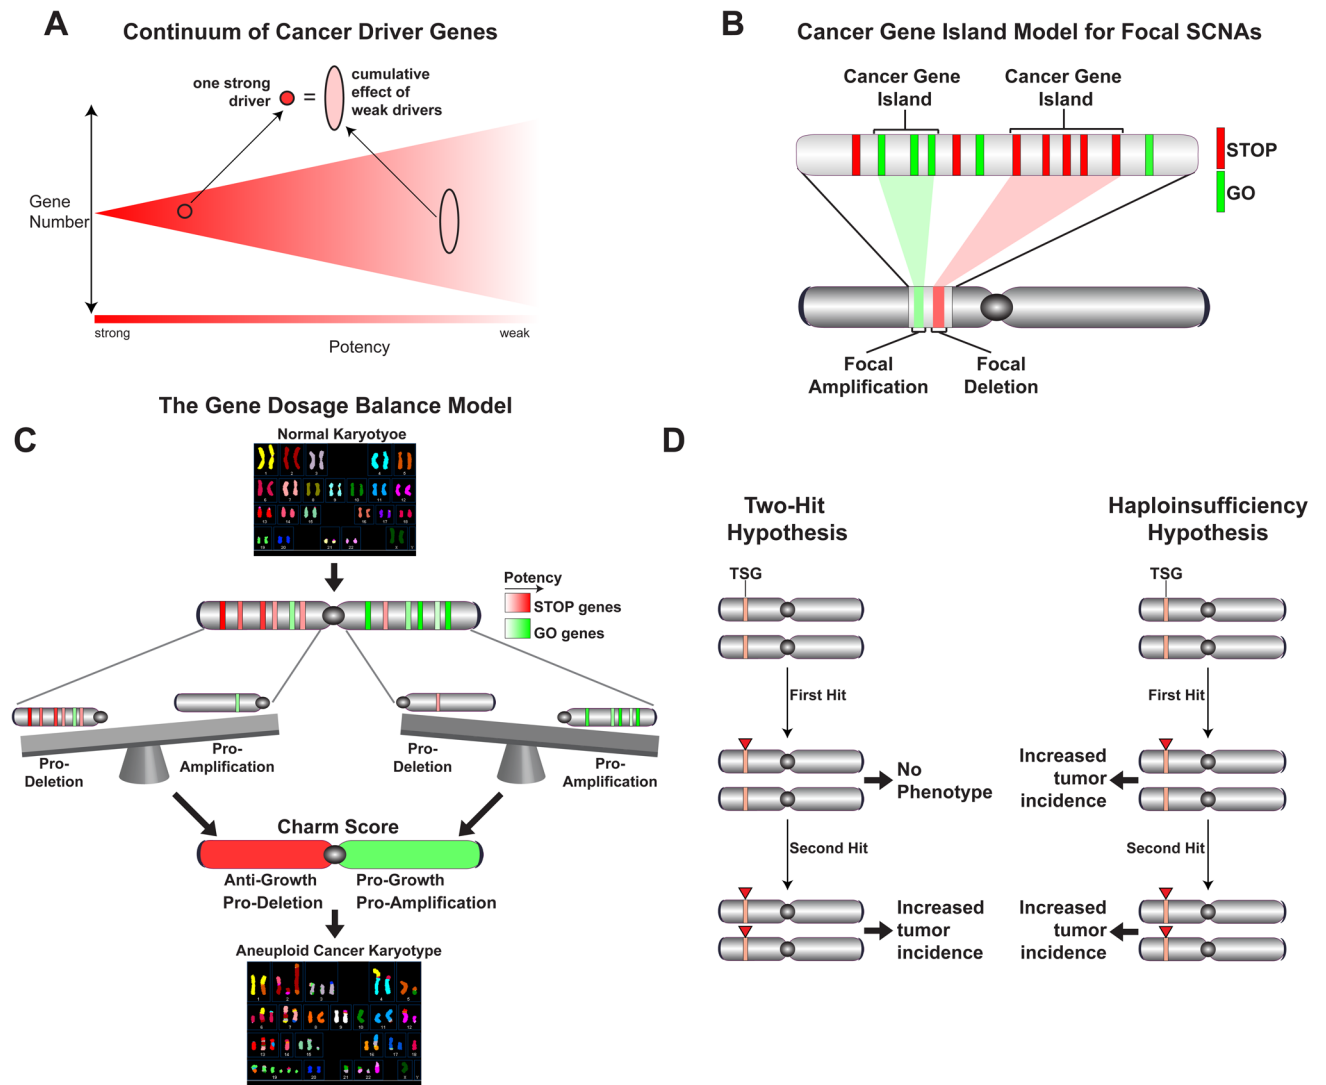 A
Continuum of Cancer Driver Genes
one strong
driver
=
cumulative
effect of
weak drivers
Gene
Number
strong
weak
Potency
B
Cancer Gene Island Model for Focal SCNAs
Cancer Gene
Island
Cancer Gene
Island
STOP
GO
Focal
Amplification
Focal
Deletion
The Gene Dosage Balance Model
C
Normal Karyotyoe
Potency
STOP genes
GO genes
Pro-
Deletion
Pro-
Amplification
Pro-
Deletion
Pro-
Amplification
Charm Score
Anti-Growth
Pro-Deletion
Pro-Growth
Pro-Amplification
Aneuploid Cancer Karyotype
D
Two-Hit
Hypothesis
TSG
First Hit
No
Phenotype
Second Hit
Increased
tumor
incidence
Haploinsufficiency
Hypothesis
TSG
First Hit
Increased
tumor
incidence
Second Hit
Increased
tumor
incidence